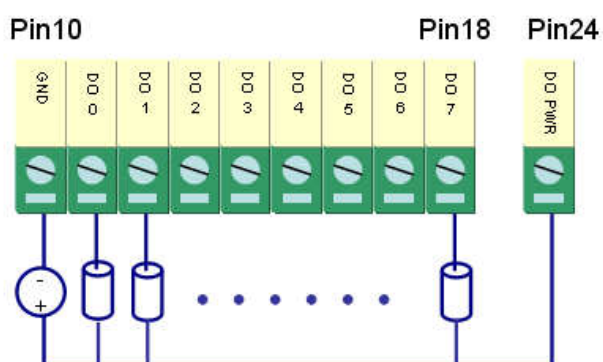 Pin10 Pin18 Pin24
GND DO 0 DO 1 DO 2 DO 3 DO 4 DO 5 DO 6 DO 7 DO PWR
-
+